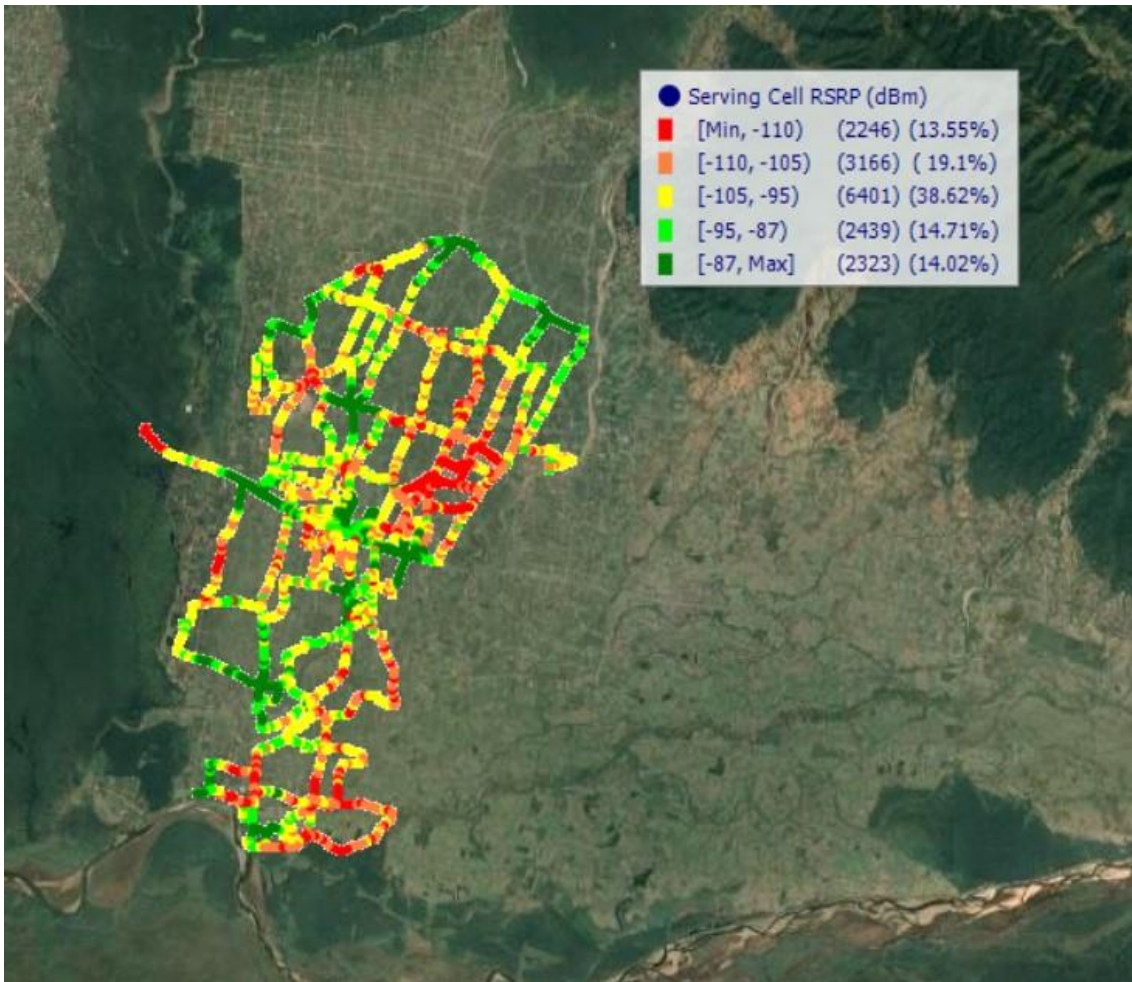 Serving Cell RSRP (dBm)
[Min, -110) (2246) (13.55%)
[-110, -105) (3166) ( 19.1%)
[-105, -95) (6401) (38.62%)
[-95, -87) (2439) (14.71%)
[-87, Max] (2323) (14.02%)